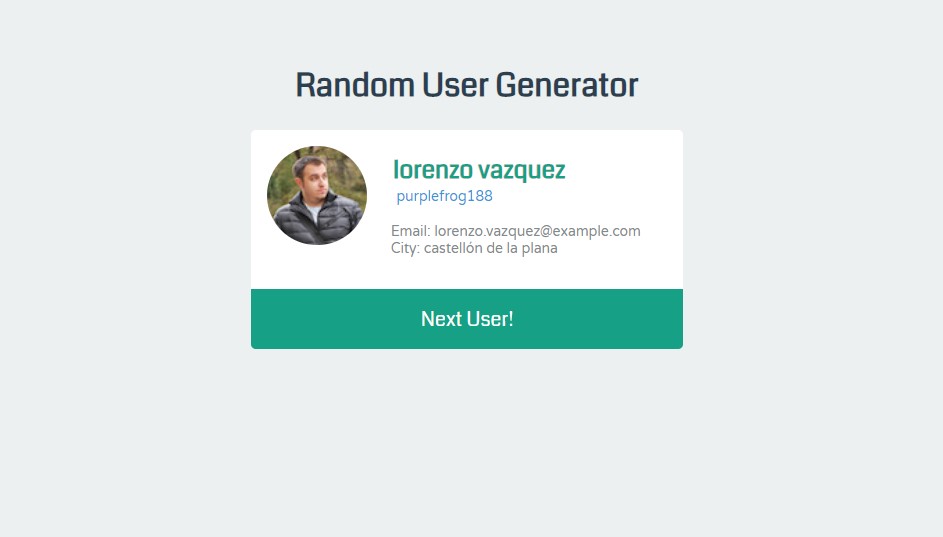 Random User Generator
lorenzo vazquez
purplefrog188
Email: lorenzo.vazquez@example.com
City: castellón de la plana
Next User!